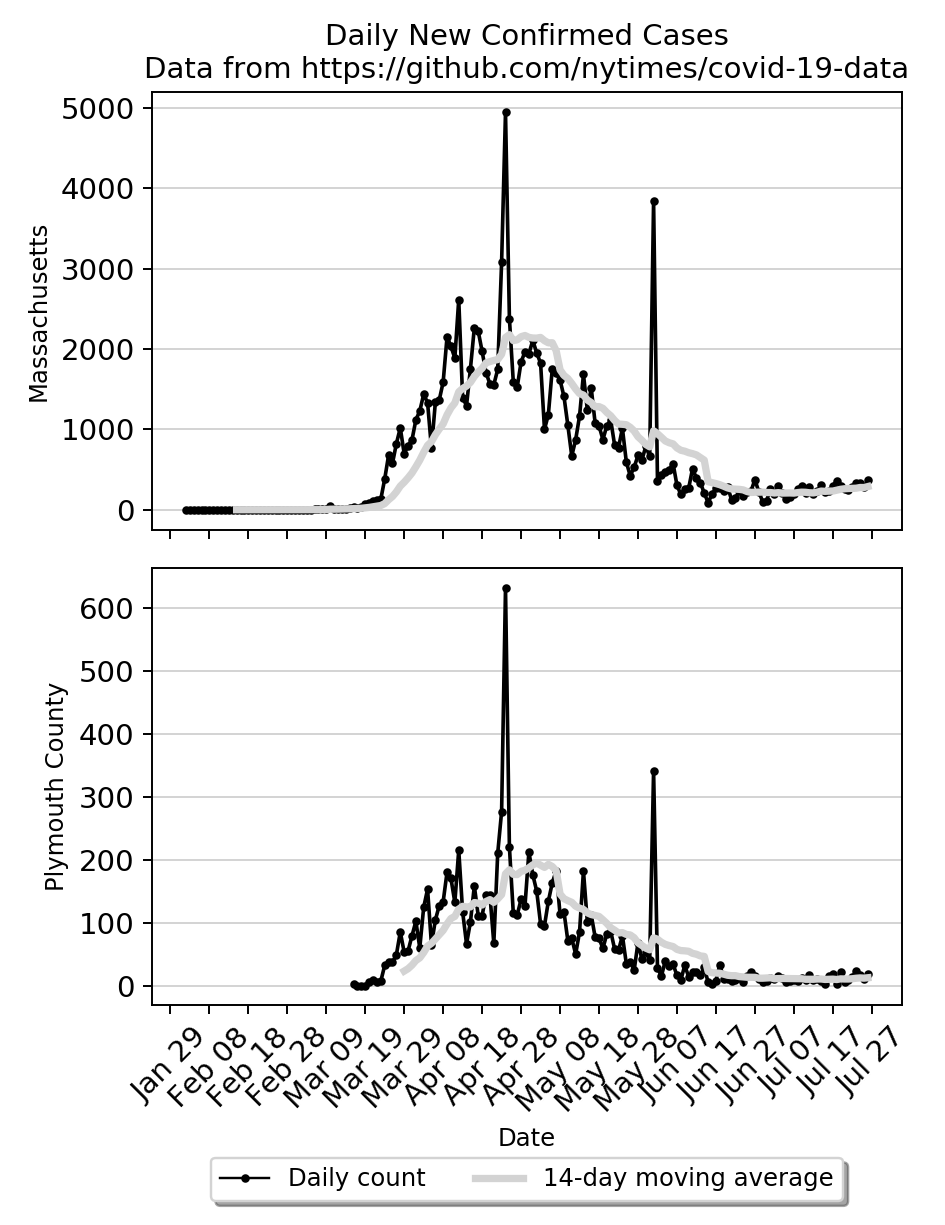 Daily New Confirmed Cases
Data from https://github.com/nytimes/covid-19-data
5000
4000
3000
2000
1000
0
Massachusetts
600
500
400
300
200
100
0
Plymouth County
Jan 29
Feb 08
Feb 18
Feb 28
Mar 09
Mar 19
Mar 29
Apr 08
Apr 18
Apr 28
May 08
May 18
May 28
Jun 07
Jun 17
Jun 27
Jul 07
Jul 17
Jul 27
Date
Daily count
14-day moving average